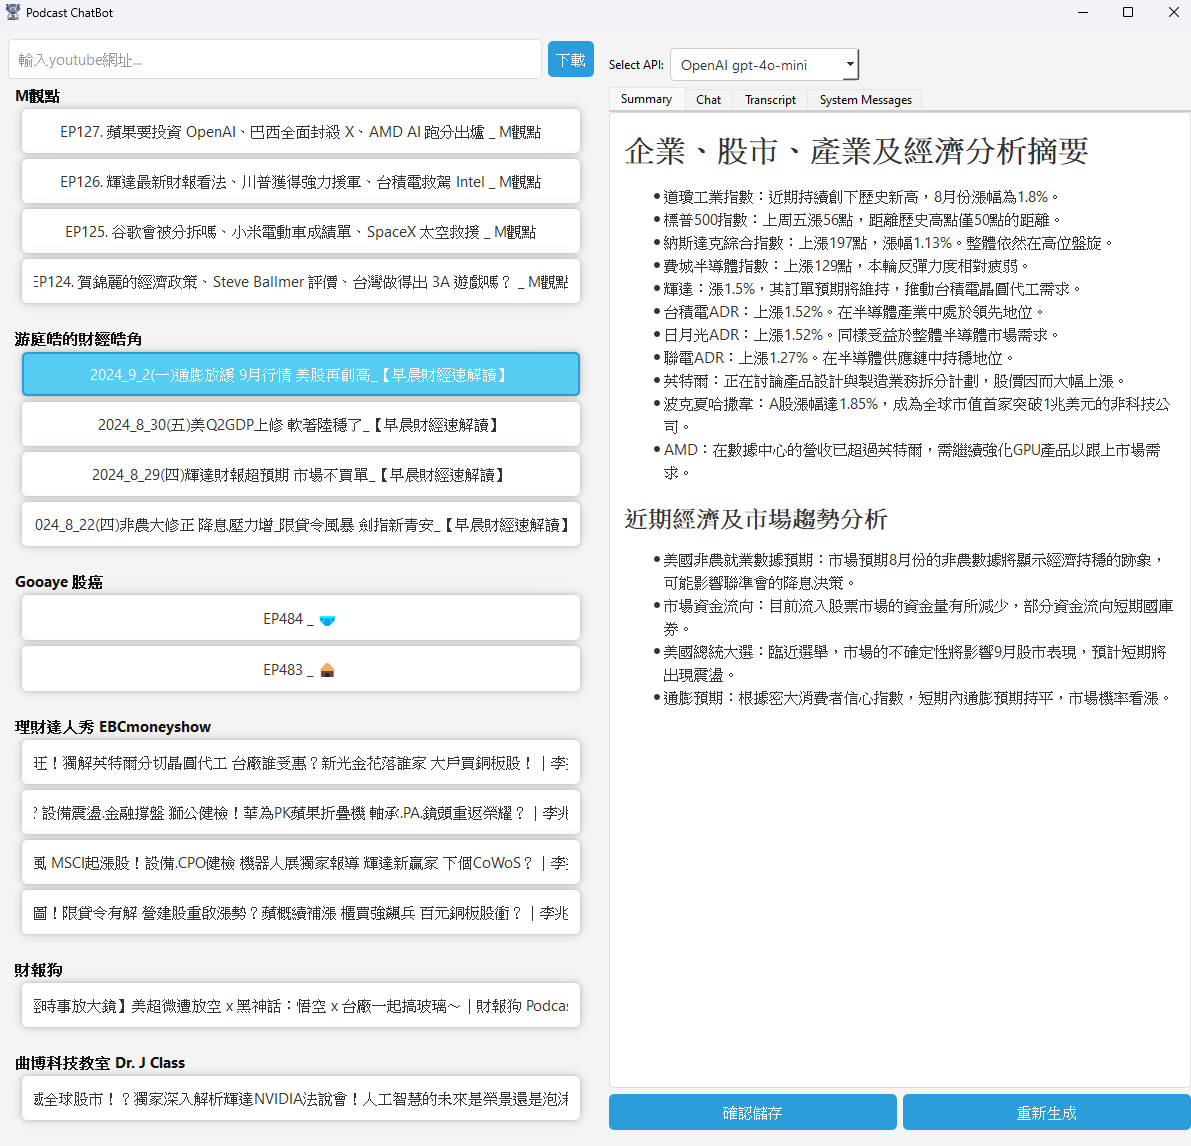 Podcast ChatBot
輸入youtube網址...
下載
M觀點
EP127. 蘋果要投資 OpenAI、巴西全面封殺 X、AMD AI 跑分出爐 _ M觀點
EP126. 輝達最新財報看法、川普獲得強力援軍、台積電救駕 Intel _ M觀點
EP125. 谷歌會被分拆嗎、小米電動車成績單、SpaceX 太空救援 _ M觀點
EP124. 賀錦麗的經濟政策、Steve Ballmer 評價、台灣做得出 3A 遊戲嗎？ _ M觀點
游庭皓的財經皓角
2024_9_2(一)通膨放緩 9月行情 美股再創高_【早晨財經速解讀】
2024_8_30(五)美Q2GDP上修 軟著陸穩了_【早晨財經速解讀】
2024_8_29(四)輝達財報超預期 市場不買單_【早晨財經速解讀】
024_8_22(四)非農大修正 降息壓力增_限貸令風暴 劍指新青安_【早晨財經速解讀】
Gooaye 股癌
EP484 _
EP483 _
理財達人秀 EBCmoneyshow
旺！獨解英特爾分切晶圓代工 台廠誰受惠？新光金花落誰家 大戶買銅板股！｜李
? 設備震盪.金融撐盤 獅公健檢！華為PK蘋果折疊機 軸承.PA.鏡頭重返榮耀？｜李兆
MSCI起漲股！設備.CPO健檢 機器人展獨家報導 輝達新贏家 下個CoWoS？｜李
圖！限貸令有解 營建股重啟漲勢？蘋概續補漲 櫃買強飆兵 百元銅板股衝？｜李兆
財報狗
時事放大鏡】美超微遭放空 x 黑神話：悟空 x 台廠一起搞玻璃～｜財報狗 Podca
曲博科技教室 Dr. J Class
全球股市！？獨家深入解析輝達NVIDIA法說會！人工智慧的未來是榮景還是泡沫
Select API:
OpenAI gpt-4o-mini
Summary
Chat
Transcript
System Messages
企業、股市、產業及經濟分析摘要
•道瓊工業指數：近期持續創下歷史新高，8月份漲幅為1.8%。
•標普500指數：上周五漲56點，距離歷史高點僅50點的距離。
•納斯達克綜合指數：上漲197點，漲幅1.13%。整體依然在高位盤旋。
•費城半導體指數：上漲129點，本輪反彈力度相對疲弱。
•輝達：漲1.5%，其訂單預期將維持，推動台積電晶圓代工需求。
•台積電ADR：上漲1.52%。在半導體產業中處於領先地位。
•日月光ADR：上漲1.52%。同樣受益於整體半導體市場需求。
•聯電ADR：上漲1.27%。在半導體供應鏈中持穩地位。
•英特爾：正在討論產品設計與製造業務拆分計劃，股價因而大幅上漲。
•波克夏哈撒韋：A股漲幅達1.85%，成為全球市值首家突破1兆美元的非科技公
司。
•AMD：在數據中心的營收已超過英特爾，需繼續強化GPU產品以跟上市場需
求。
近期經濟及市場趨勢分析
•美國非農就業數據預期：市場預期8月份的非農數據將顯示經濟持穩的跡象，
可能影響聯準會的降息決策。
•市場資金流向：目前流入股票市場的資金量有所減少，部分資金流向短期國庫
券。
•美國總統大選：臨近選舉，市場的不確定性將影響9月股市表現，預計短期將
出現震盪。
•通膨預期：根據密大消費者信心指數，短期內通膨預期持平，市場機率看漲。
確認儲存
重新生成